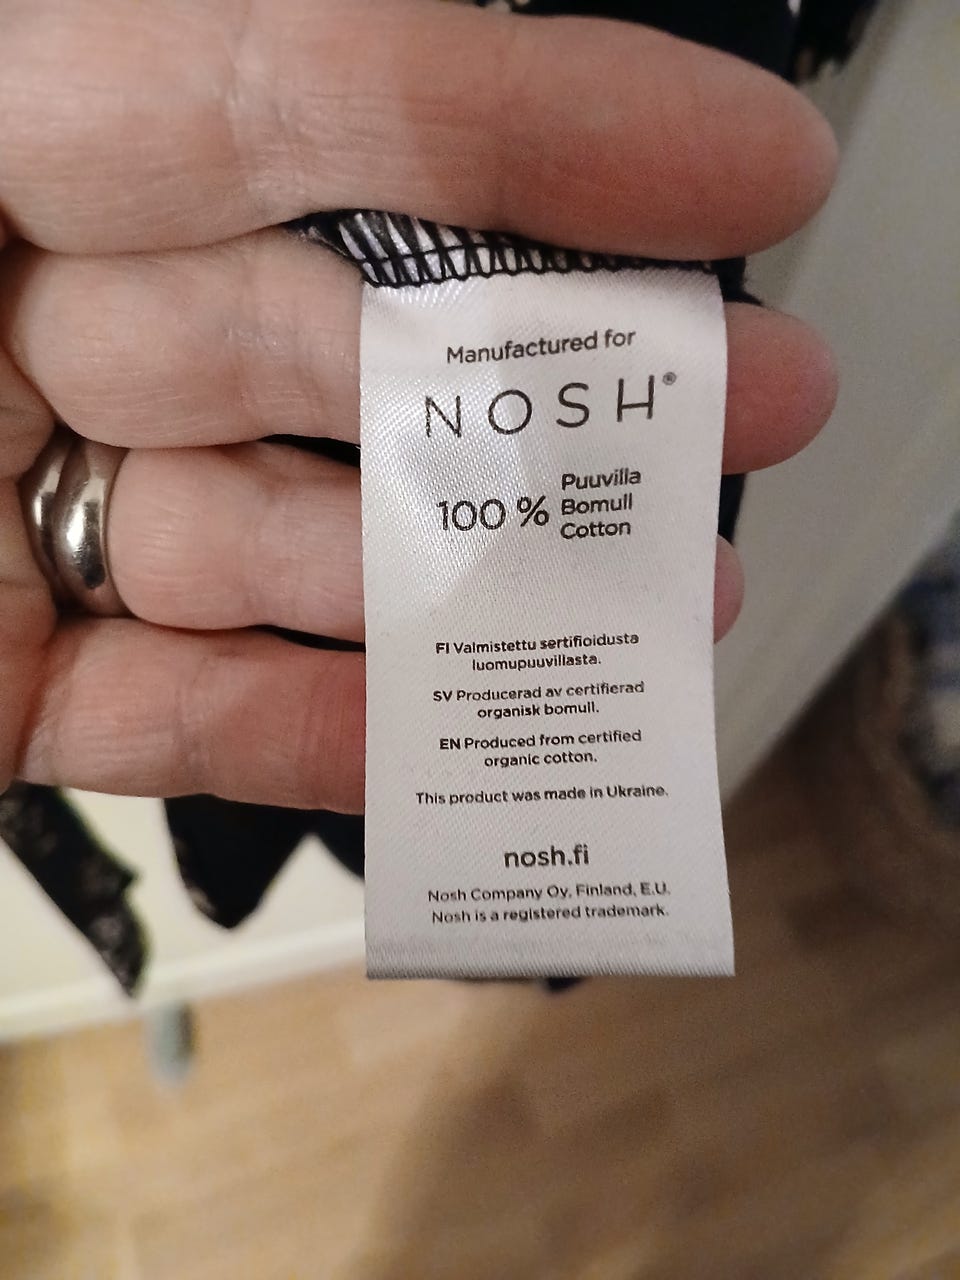 Manufactured for
NOSH®
100 % Puuvilla
Bomull
Cotton
FI Valmistettu sertifioidusta
luomupuuvillasta.
SV Producerad av certifierad
organisk bomull.
EN Produced from certified
organic cotton.
This product was made in Ukraine.
nosh.fi
Nosh Company Oy, Finland, E.U.
Nosh is a registered trademark.